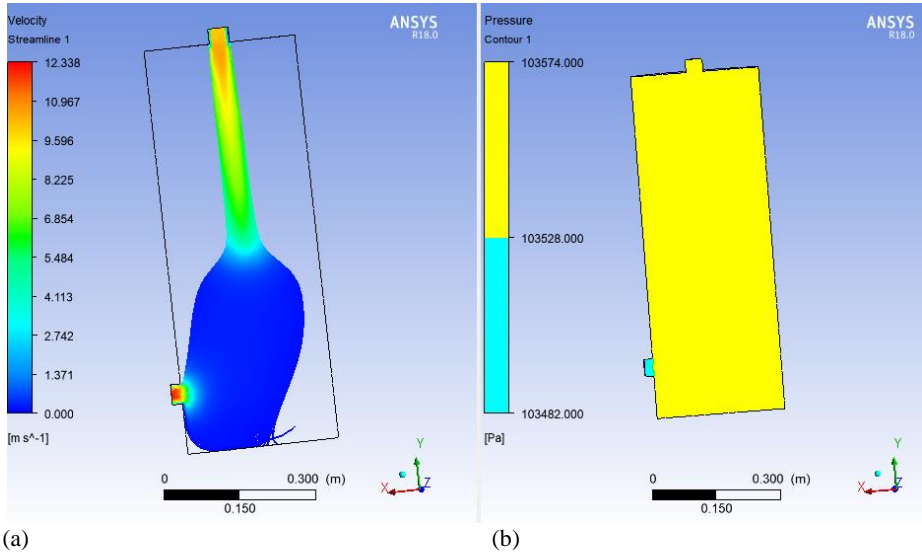 Velocity
Streamline 1
ANSYS
R18.0
12.338
10.967
9.596
8.225
6.854
5.484
4.113
2.742
1.371
0.000
[m s^-1]
0
0.300
(m)
0.150
Y
X
Z
(a)
Pressure
Contour 1
ANSYS
R18.0
103574.000
103528.000
103482.000
[Pa]
0
0.300
(m)
0.150
Y
X
Z
(b)